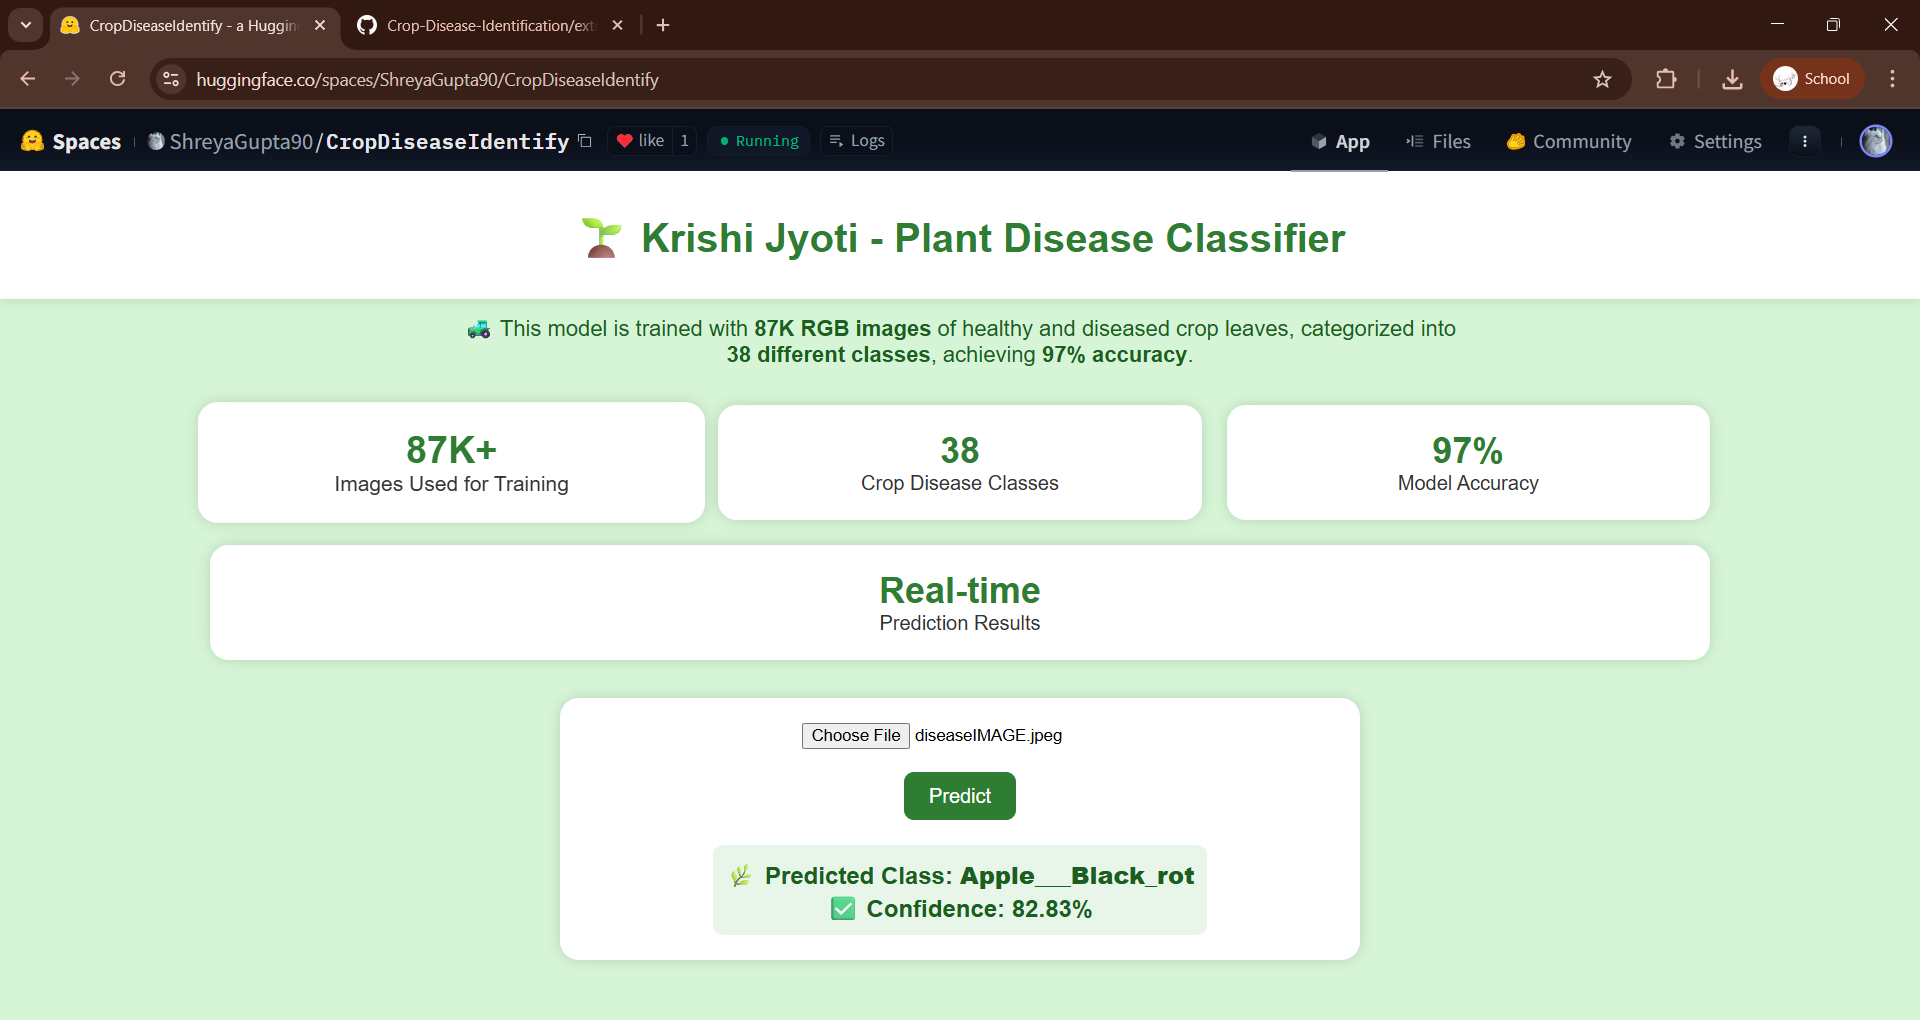 CropDiseaseIdentify - a Huggin
Crop-Disease-Identification/ext
huggingface.co/spaces/ShreyaGupta90/CropDiseaseIdentify
School
Spaces ShreyaGupta90/CropDiseaseIdentify like 1 Running Logs App Files Community Settings
Krishi Jyoti - Plant Disease Classifier
This model is trained with 87K RGB images of healthy and diseased crop leaves, categorized into
38 different classes, achieving 97% accuracy.
87K+
Images Used for Training
38
Crop Disease Classes
97%
Model Accuracy
Real-time
Prediction Results
Choose File diseaseIMAGE.jpeg
Predict
Predicted Class: Apple___Black_rot
Confidence: 82.83%